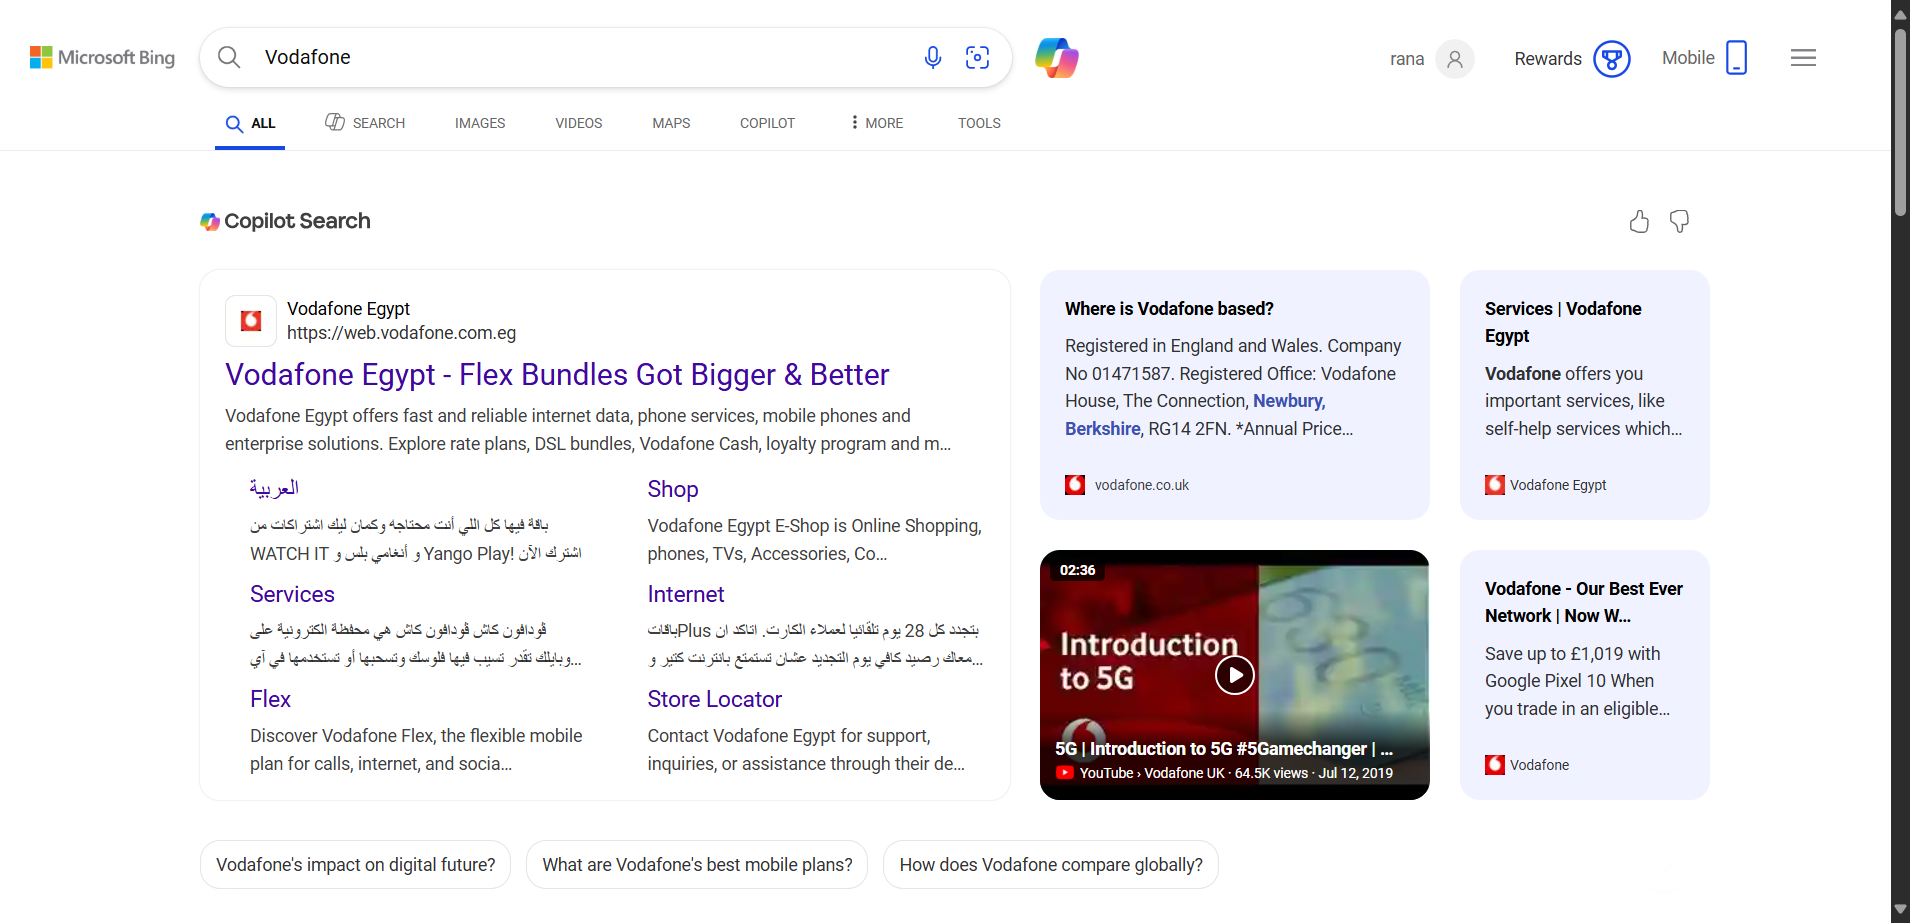 Microsoft Bing
Vodafone
rana
Rewards
Mobile
ALL
SEARCH
IMAGES
VIDEOS
MAPS
COPILOT
MORE
TOOLS
Copilot Search
Vodafone Egypt
https://web.vodafone.com.eg
Vodafone Egypt - Flex Bundles Got Bigger & Better
Vodafone Egypt offers fast and reliable internet data, phone services, mobile phones and
enterprise solutions. Explore rate plans, DSL bundles, Vodafone Cash, loyalty program and m...
العربية
باقة فيها كل اللي أنت محتاجه وكمان ليك اشتراكات من
WATCH IT و أنغامي بلس و Yango Play! اشترك الآن
Shop
Vodafone Egypt E-Shop is Online Shopping,
phones, TVs, Accessories, Co...
Services
ڤودافون كاش ڤودافون كاش هي محفظة الكترونية على
موبايلك تقدر تسيب فيها فلوسك وتسحبها أو تستخدمها في أي...
Internet
باقات Plus بتجدد كل 28 يوم تلقائيا لعملاء الكارت. اتاكد ان
معاك رصيد كافي يوم التجديد عشان تستمتع بانترنت كتير و...
Flex
Discover Vodafone Flex, the flexible mobile
plan for calls, internet, and socia...
Store Locator
Contact Vodafone Egypt for support,
inquiries, or assistance through their de...
Where is Vodafone based?
Registered in England and Wales. Company
No 01471587. Registered Office: Vodafone
House, The Connection, Newbury,
Berkshire, RG14 2FN. *Annual Price...
vodafone.co.uk
Services | Vodafone
Egypt
Vodafone offers you
important services, like
self-help services which...
Vodafone Egypt
02:36
Introduction
to 5G
5G | Introduction to 5G #5Gamechanger | ...
YouTube › Vodafone UK · 64.5K views · Jul 12, 2019
Vodafone - Our Best Ever
Network | Now W...
Save up to £1,019 with
Google Pixel 10 When
you trade in an eligible...
Vodafone
Vodafone's impact on digital future?
What are Vodafone's best mobile plans?
How does Vodafone compare globally?